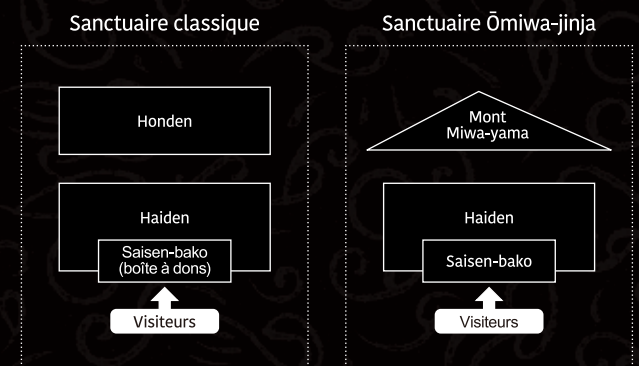 Sanctuaire classique
Honden
Haiden
Saisen-bako
(boîte à dons)
Visiteurs
Sanctuaire Ōmiwa-jinja
Mont
Miwa-yama
Haiden
Saisen-bako
Visiteurs